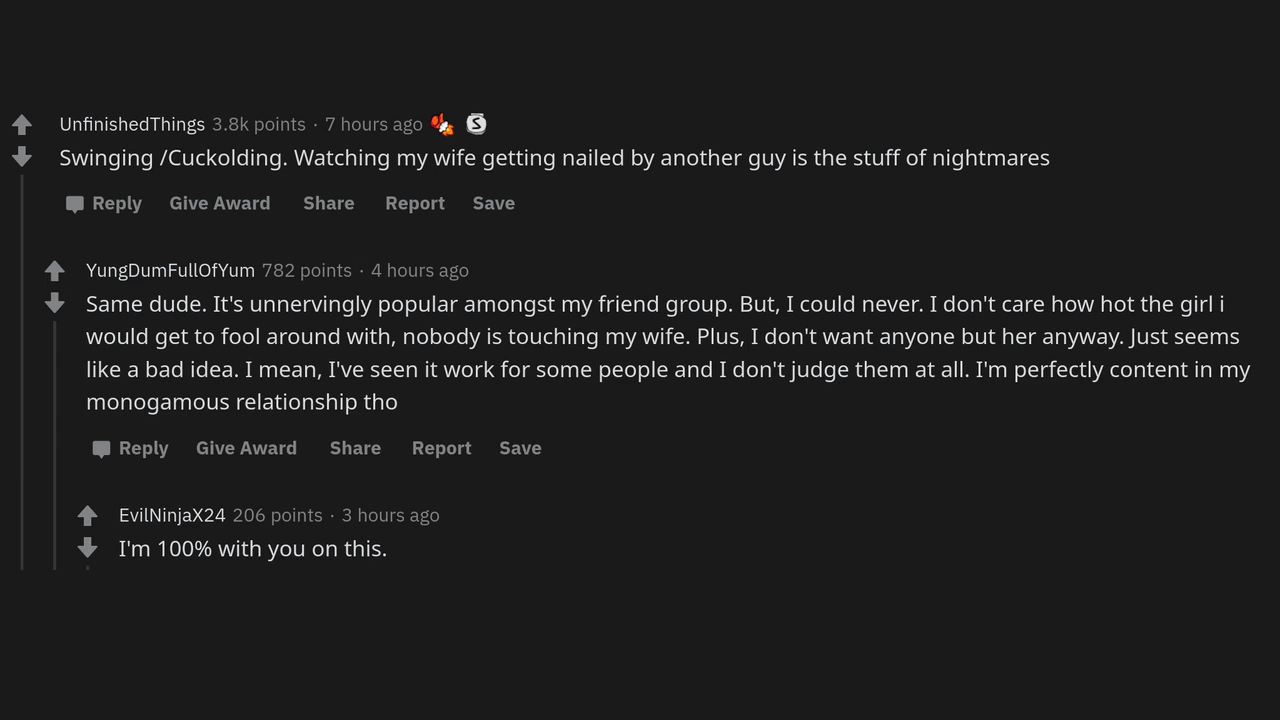 UnfinishedThings 3.8k points · 7 hours ago
Swinging /Cuckolding. Watching my wife getting nailed by another guy is the stuff of nightmares
Reply Give Award Share Report Save
YungDumFullOfYum 782 points · 4 hours ago
Same dude. It's unnervingly popular amongst my friend group. But, I could never. I don't care how hot the girl i
would get to fool around with, nobody is touching my wife. Plus, I don't want anyone but her anyway. Just seems
like a bad idea. I mean, I've seen it work for some people and I don't judge them at all. I'm perfectly content in my
monogamous relationship tho
Reply Give Award Share Report Save
EvilNinjaX24 206 points · 3 hours ago
I'm 100% with you on this.